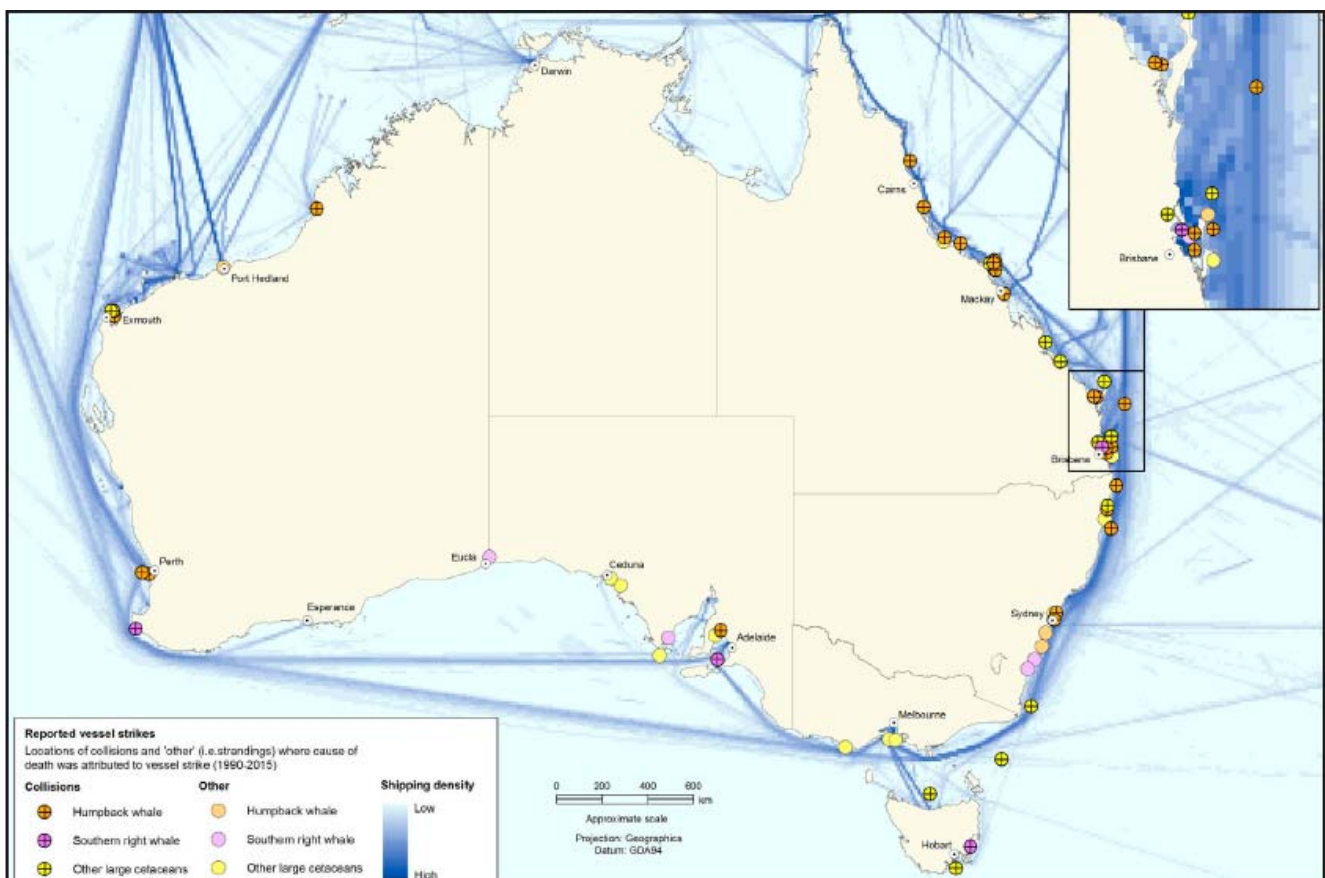 Darwin
Cairns
Port Hedland
Exmouth
Mackay
Brisbane
Brisbane
Perth
Eucla
Ceduna
Esperance
Adelaide
Sydney
Melbourne
Hobart
Reported vessel strikes
Locations of collisions and 'other' (i.e.strandings) where cause of
death was attributed to vessel strike (1990-2015)
Collisions
Humpback whale
Southern right whale
Other large cetaceans
Other
Humpback whale
Southern right whale
Other large cetaceans
Shipping density
Low
High
0 200 400 600
km
Approximate scale
Projection: Geographics
Datum: GDA94